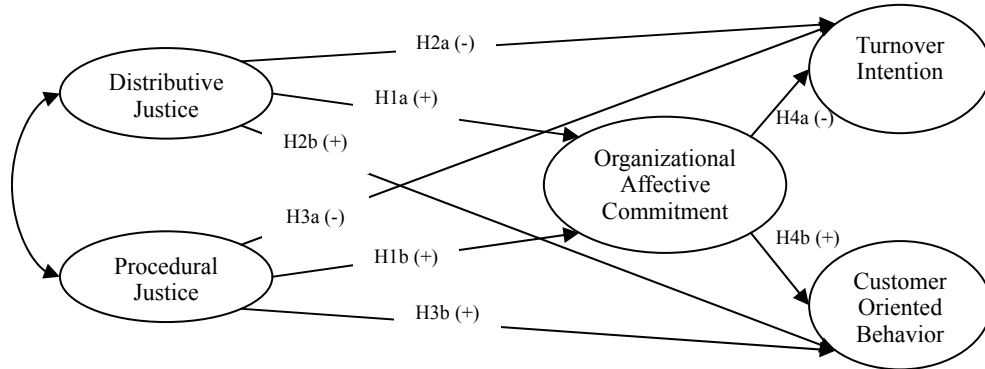 H2a (-)
Turnover
Intention
Distributive
Justice
H1a (+)
H2b (+)
H4a (-)
Organizational
Affective
Commitment
H3a (-)
H4b (+)
Procedural
Justice
H1b (+)
Customer
Oriented
Behavior
H3b (+)